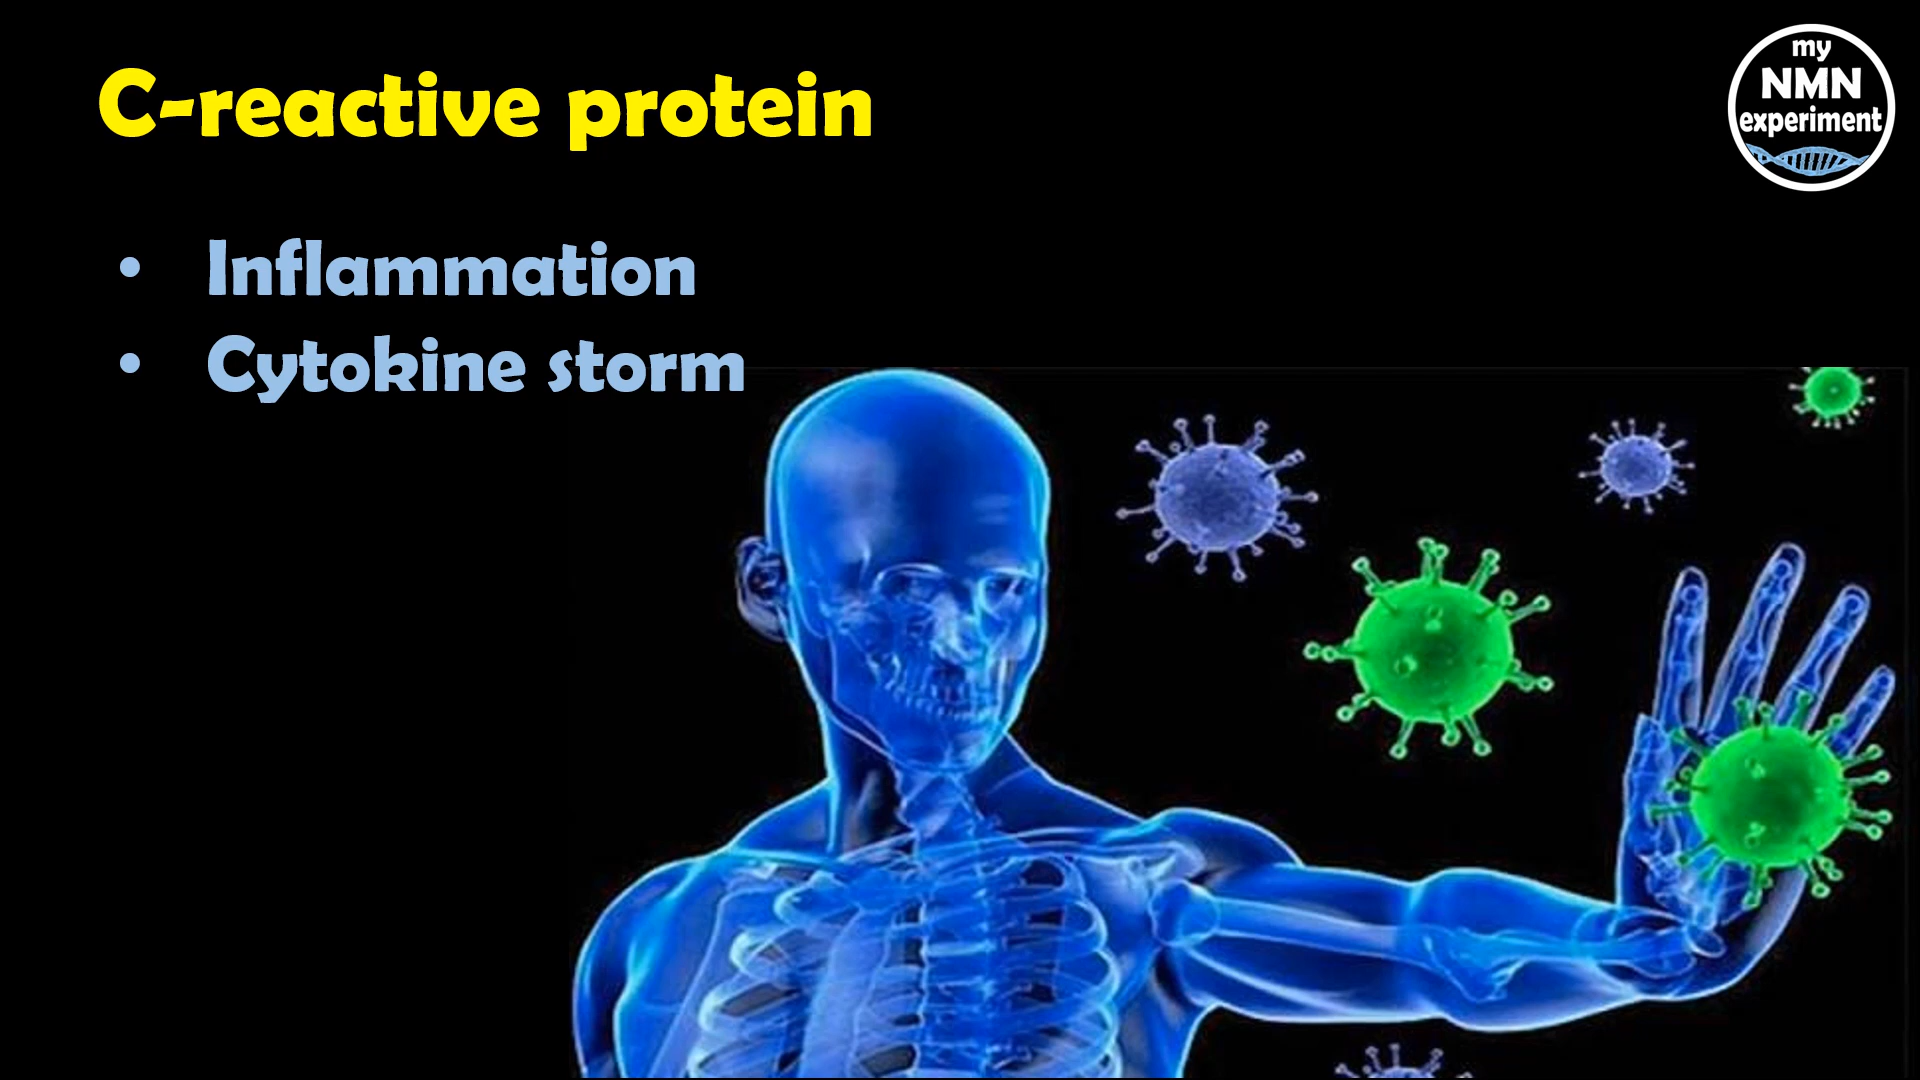 C-reactive protein
my
NMN
experiment
• Inflammation
• Cytokine storm